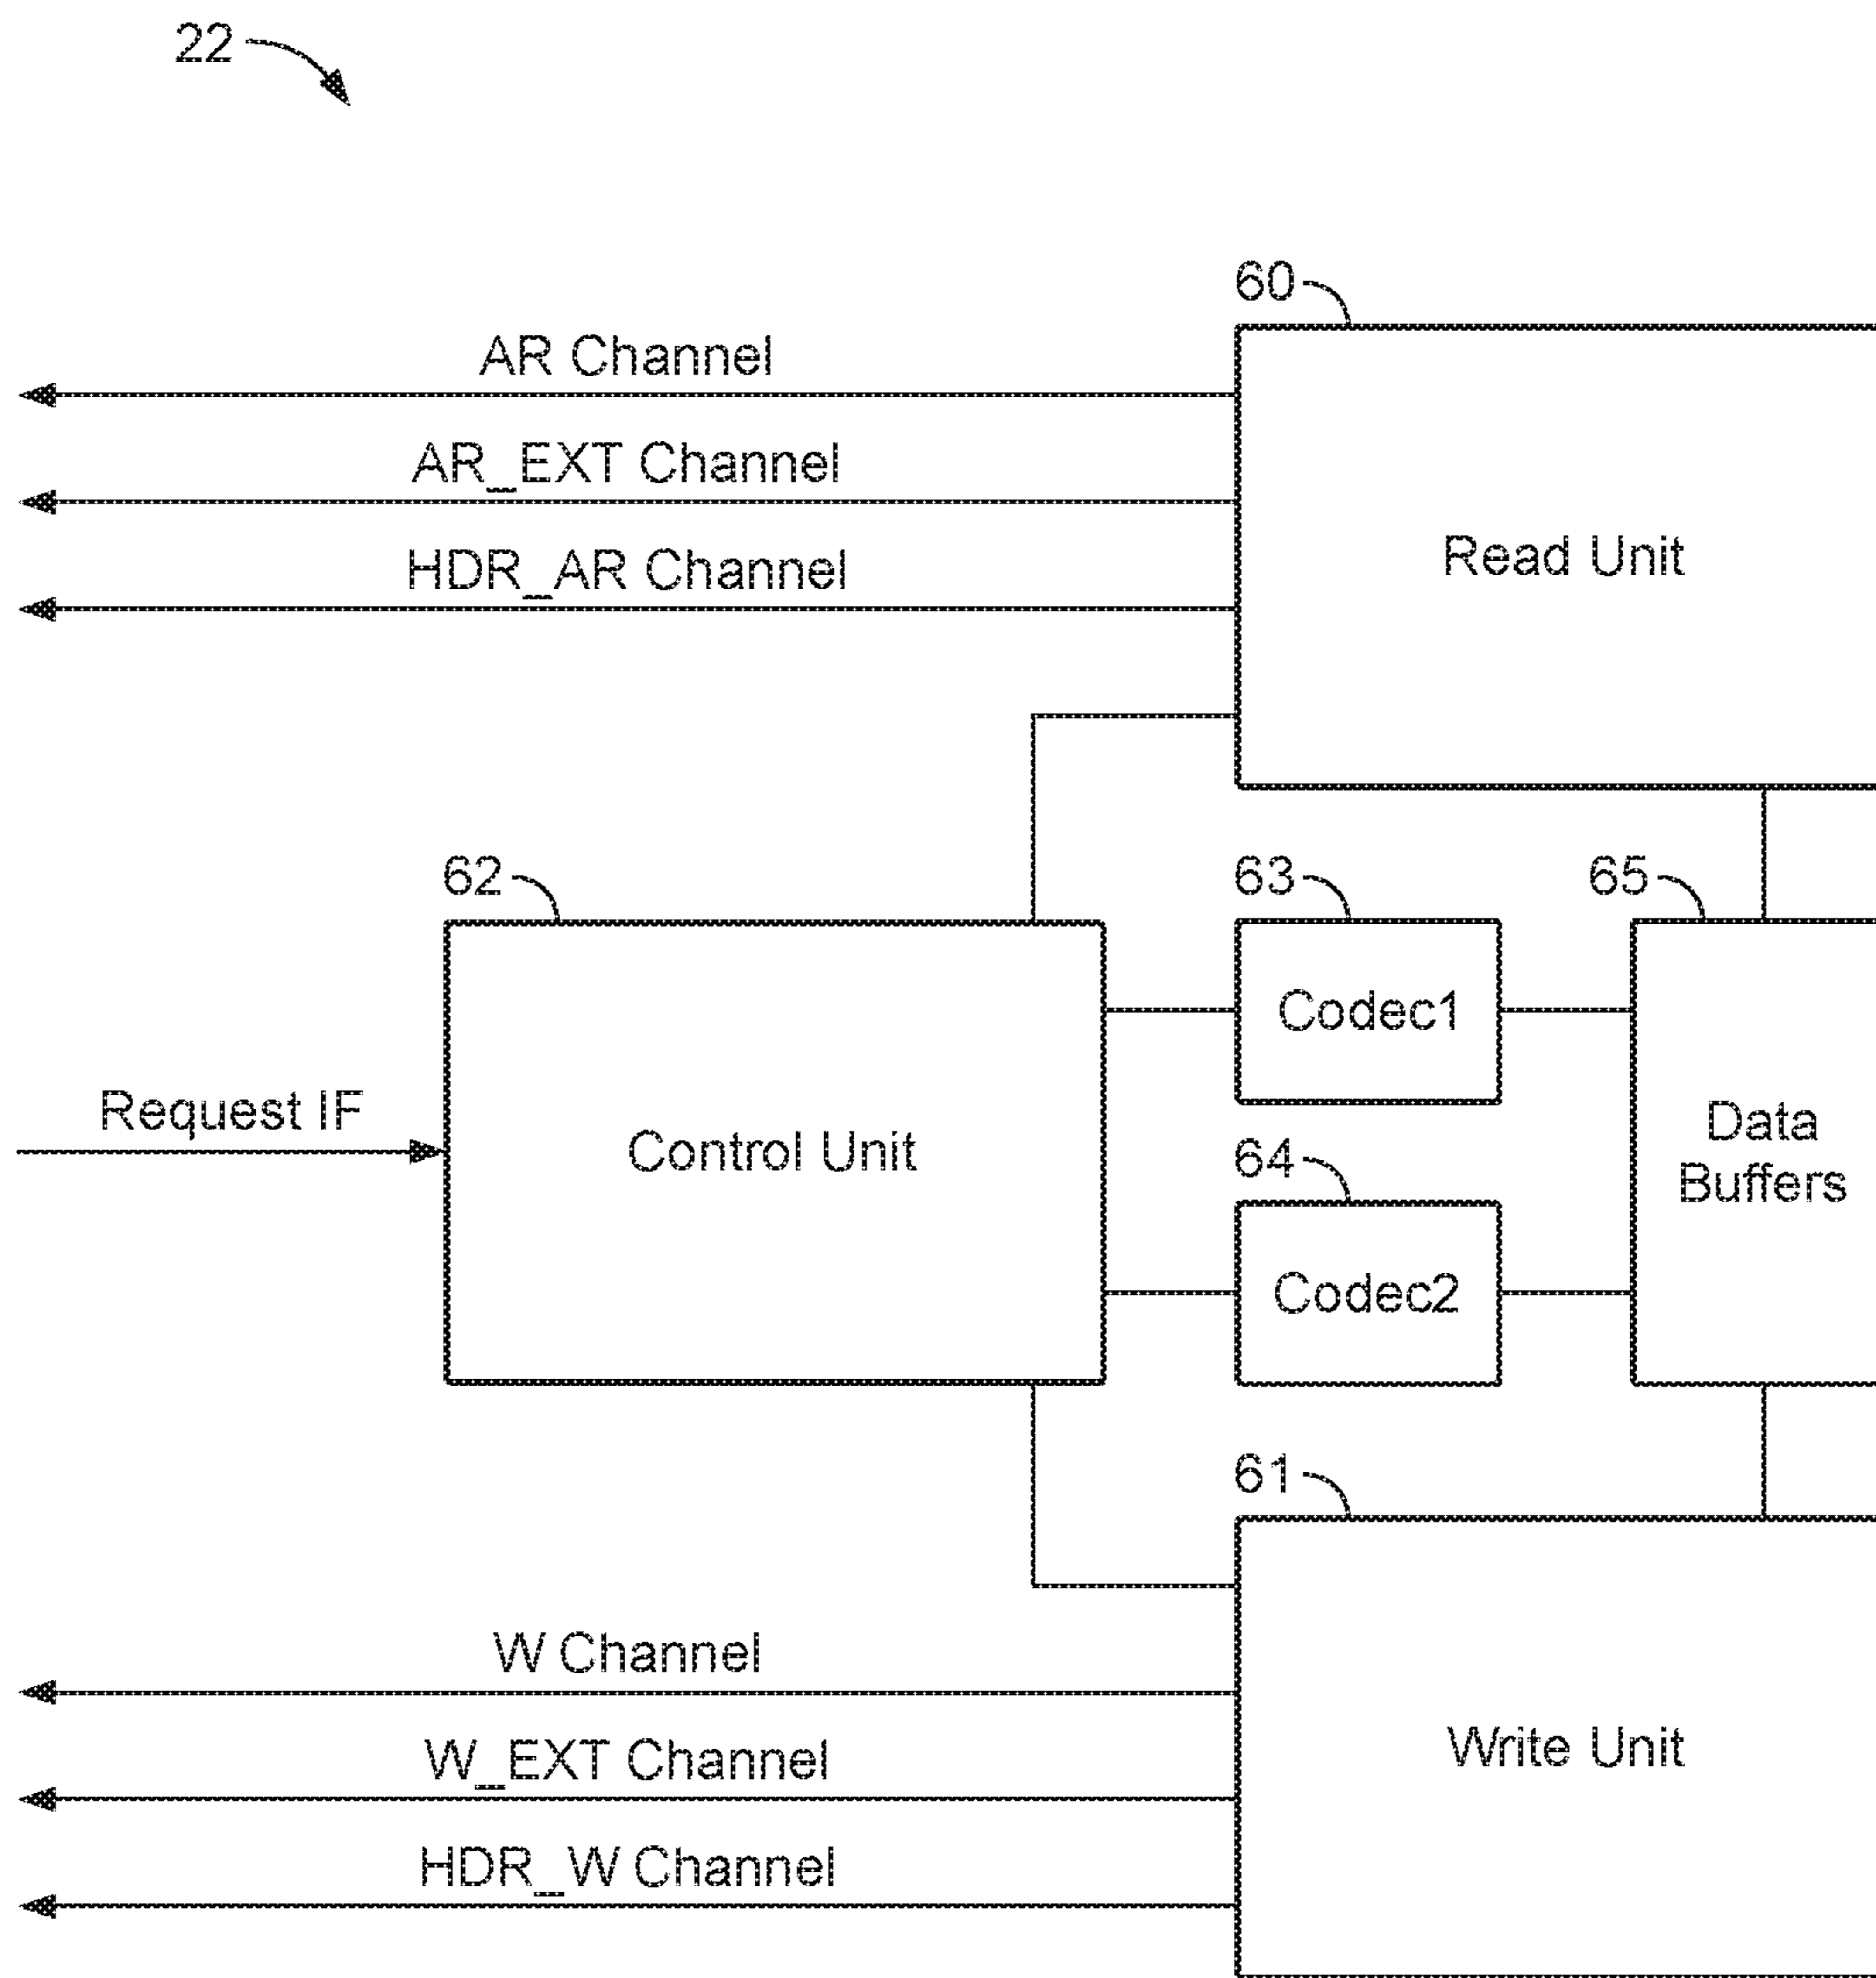 22
60
AR Channel
AR_EXT Channel
HDR_AR Channel
Read Unit
62
63
65
Codec1
Request IF
Control Unit
Data
Buffers
64
Codec2
61
W Channel
W_EXT Channel
Write Unit
HDR_W Channel